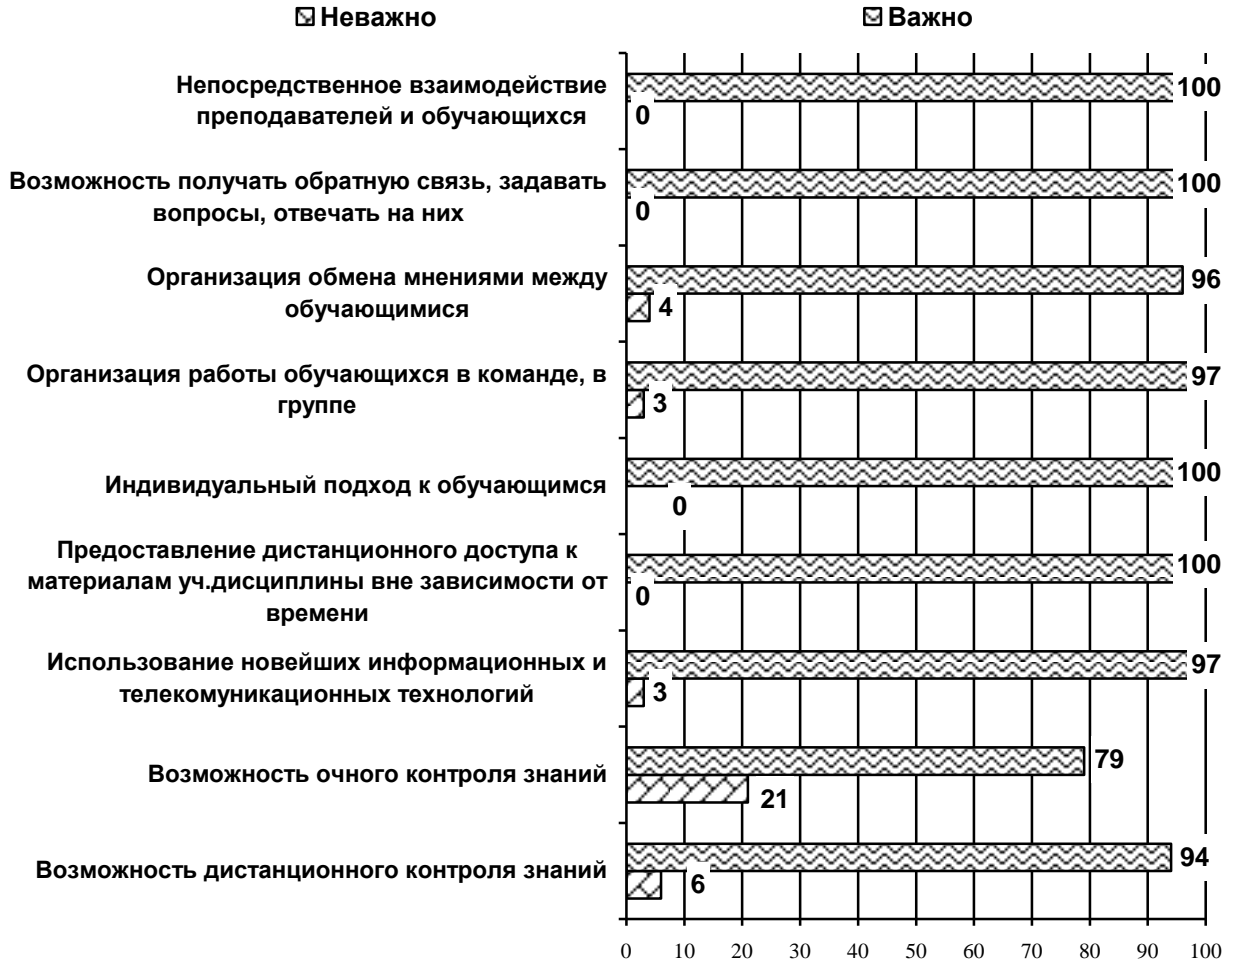 Неважно
Важно
Непосредственное взаимодействие
преподавателей и обучающихся
100
0
Возможность получать обратную связь, задавать
вопросы, отвечать на них
100
0
Организация обмена мнениями между
обучающимися
96
4
Организация работы обучающихся в команде, в
группе
97
3
Индивидуальный подход к обучающимся
100
0
Предоставление дистанционного доступа к
материалам уч.дисциплины вне зависимости от
времени
100
0
Использование новейших информационных и
телекомуникационных технологий
97
3
Возможность очного контроля знаний
79
21
Возможность дистанционного контроля знаний
94
6
0 10 20 30 40 50 60 70 80 90 100